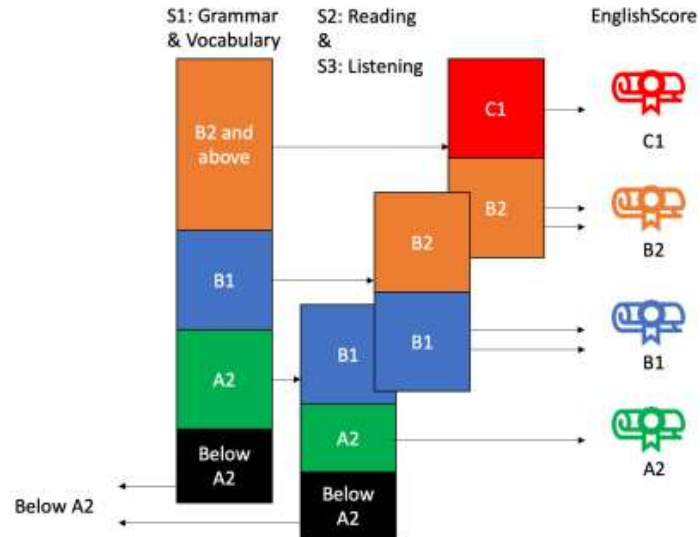 S1: Grammar
& Vocabulary
S2: Reading
&
S3: Listening
EnglishScore
B2 and
above
B1
A2
Below
A2
B1
A2
Below
A2
B2
B1
C1
B2
C1
B2
B1
A2
Below A2